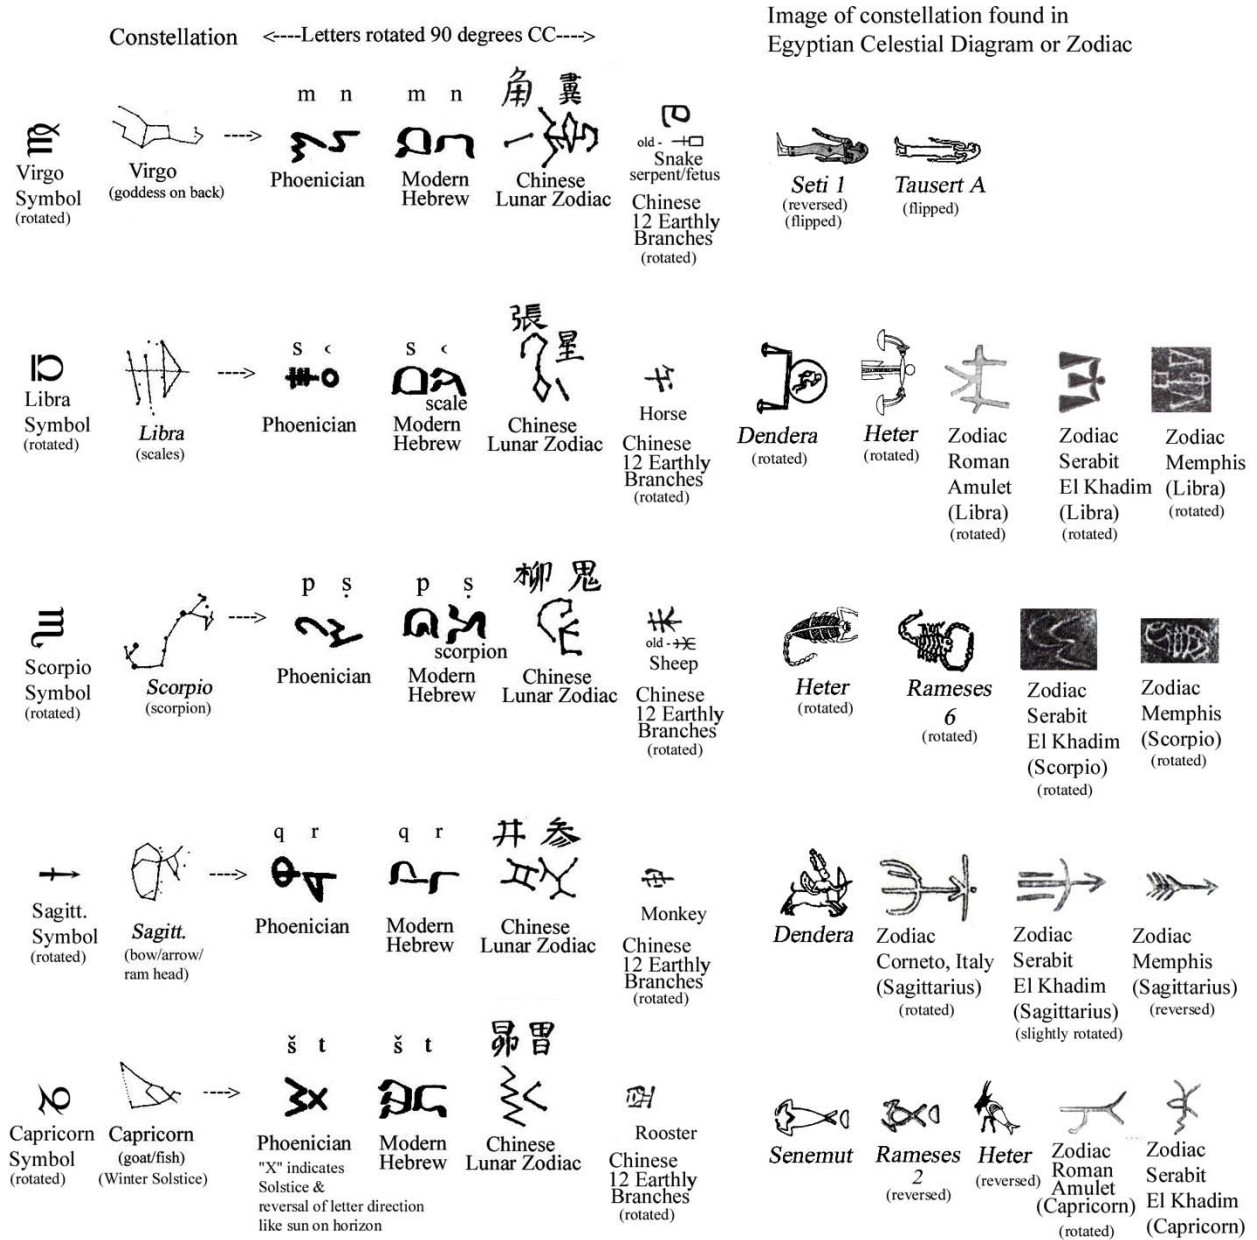 Constellation <----Letters rotated 90 degrees CC---->
Image of constellation found in
Egyptian Celestial Diagram or Zodiac
m n m n 角 翼
Virgo
Symbol
(rotated)
Virgo
(goddess on back)
--->
Phoenician
Modern
Hebrew
Chinese
Lunar Zodiac
old -
Snake
serpent/fetus
Chinese
12 Earthly
Branches
(rotated)
Seti 1
(reversed)
(flipped)
Tausert A
(flipped)
s ‹ s ‹ 張 星
Libra
Symbol
(rotated)
Libra
(scales)
--->
Phoenician
scale
Modern
Hebrew
Chinese
Lunar Zodiac
Horse
Chinese
12 Earthly
Branches
(rotated)
Dendera
(rotated)
Heter
(rotated)
Zodiac
Roman
Amulet
(Libra)
(rotated)
Zodiac
Serabit
El Khadim
(Libra)
(rotated)
Zodiac
Memphis
(Libra)
(rotated)
p ṣ p ṣ 柳 鬼
Scorpio
Symbol
(rotated)
Scorpio
(scorpion)
--->
Phoenician
scorpion
Modern
Hebrew
Chinese
Lunar Zodiac
old -
Sheep
Chinese
12 Earthly
Branches
(rotated)
Heter
(rotated)
Rameses
6
(rotated)
Zodiac
Serabit
El Khadim
(Scorpio)
(rotated)
Zodiac
Memphis
(Scorpio)
(rotated)
q r q r 井 参
Sagitt.
Symbol
(rotated)
Sagitt.
(bow/arrow/
ram head)
--->
Phoenician
Modern
Hebrew
Chinese
Lunar Zodiac
Monkey
Chinese
12 Earthly
Branches
(rotated)
Dendera
Zodiac
Corneto, Italy
(Sagittarius)
(rotated)
Zodiac
Serabit
El Khadim
(Sagittarius)
(slightly rotated)
Zodiac
Memphis
(Sagittarius)
(reversed)
š t š t 昴 胃
Capricorn
Symbol
(rotated)
Capricorn
(goat/fish)
(Winter Solstice)
--->
Phoenician
"X" indicates
Solstice &
reversal of letter direction
like sun on horizon
Modern
Hebrew
Chinese
Lunar Zodiac
Rooster
Chinese
12 Earthly
Branches
(rotated)
Senemut
Rameses
2
(reversed)
Heter
(reversed)
Zodiac
Roman
Amulet
(Capricorn)
(rotated)
Zodiac
Serabit
El Khadim
(Capricorn)